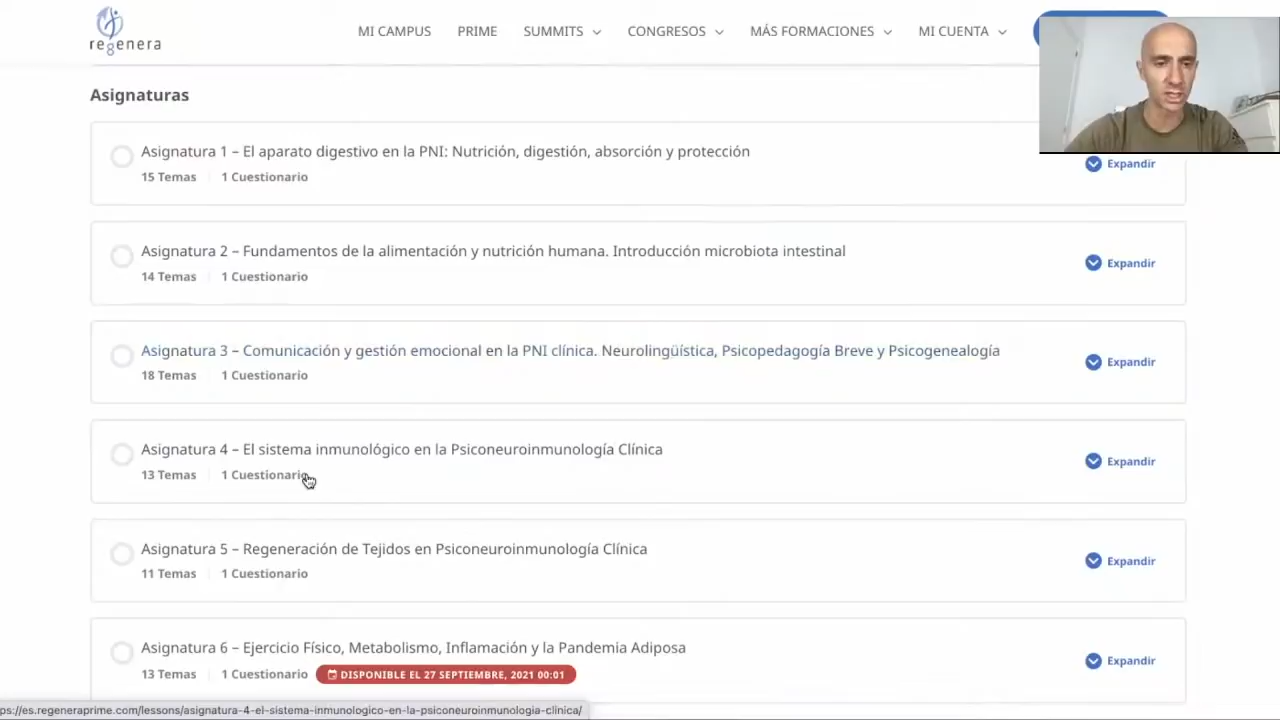 regenera
MI CAMPUS PRIME SUMMITS CONGRESOS MÁS FORMACIONES MI CUENTA
Asignaturas
Asignatura 1 – El aparato digestivo en la PNI: Nutrición, digestión, absorción y protección
15 Temas 1 Cuestionario
Expandir
Asignatura 2 – Fundamentos de la alimentación y nutrición humana. Introducción microbiota intestinal
14 Temas 1 Cuestionario
Expandir
Asignatura 3 – Comunicación y gestión emocional en la PNI clínica. Neurolingüística, Psicopedagogía Breve y Psicogenealogía
18 Temas 1 Cuestionario
Expandir
Asignatura 4 – El sistema inmunológico en la Psiconeuroinmunología Clínica
13 Temas 1 Cuestionario
Expandir
Asignatura 5 – Regeneración de Tejidos en Psiconeuroinmunología Clínica
11 Temas 1 Cuestionario
Expandir
Asignatura 6 – Ejercicio Físico, Metabolismo, Inflamación y la Pandemia Adiposa
13 Temas 1 Cuestionario DISPONIBLE EL 27 SEPTIEMBRE, 2021 00:01
Expandir
ps://es.regeneraprime.com/lessons/asignatura-4-el-sistema-inmunologico-en-la-psiconeuroinmunologia-clinica/